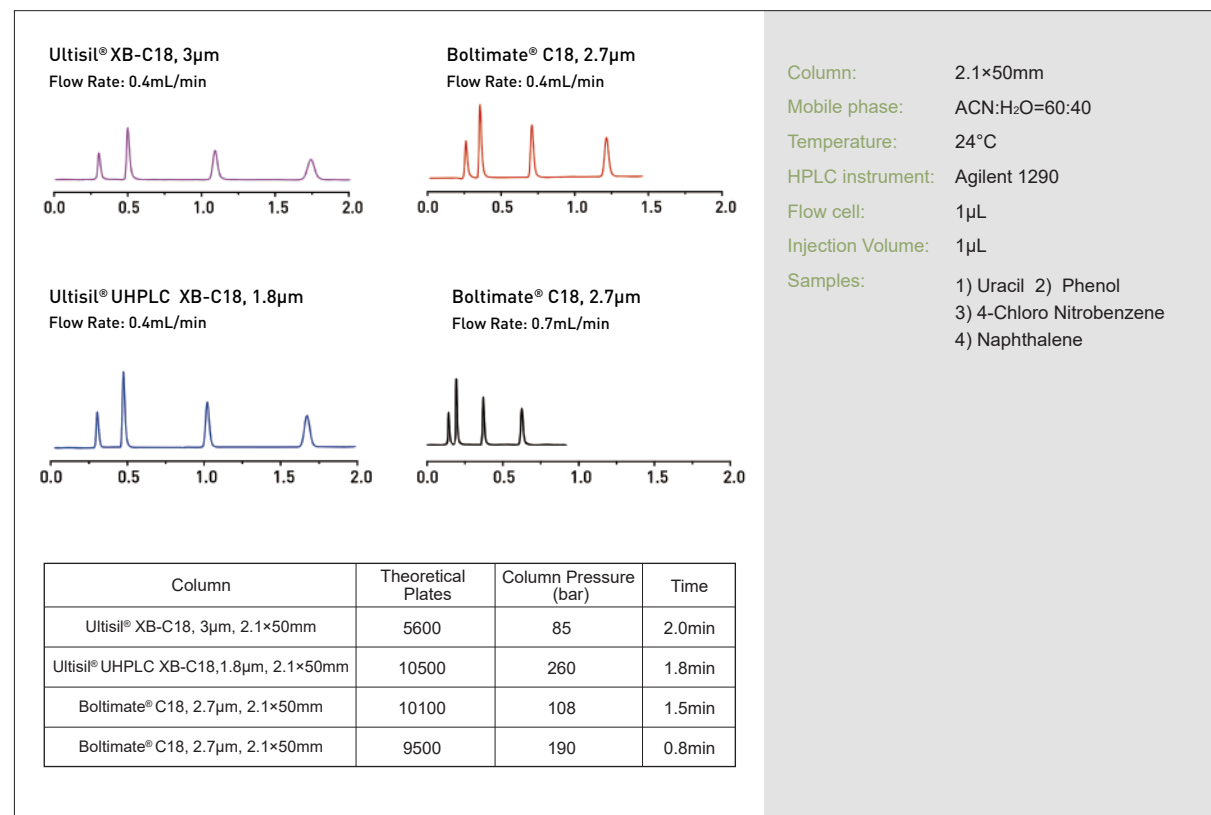 Ultisil® XB-C18, 3µm
Flow Rate: 0.4mL/min
0.0 0.5 1.0 1.5 2.0
Boltimate® C18, 2.7µm
Flow Rate: 0.4mL/min
0.0 0.5 1.0 1.5 2.0
Ultisil® UHPLC XB-C18, 1.8µm
Flow Rate: 0.4mL/min
0.0 0.5 1.0 1.5 2.0
Boltimate® C18, 2.7µm
Flow Rate: 0.7mL/min
0.0 0.5 1.0 1.5 2.0
Column Theoretical Plates Column Pressure (bar) Time
Ultisil® XB-C18, 3µm, 2.1×50mm 5600 85 2.0min
Ultisil® UHPLC XB-C18,1.8µm, 2.1×50mm 10500 260 1.8min
Boltimate® C18, 2.7µm, 2.1×50mm 10100 108 1.5min
Boltimate® C18, 2.7µm, 2.1×50mm 9500 190 0.8min
Column: 2.1×50mm
Mobile phase: ACN:H₂O=60:40
Temperature: 24°C
HPLC instrument: Agilent 1290
Flow cell: 1µL
Injection Volume: 1µL
Samples: 1) Uracil 2) Phenol
3) 4-Chloro Nitrobenzene
4) Naphthalene